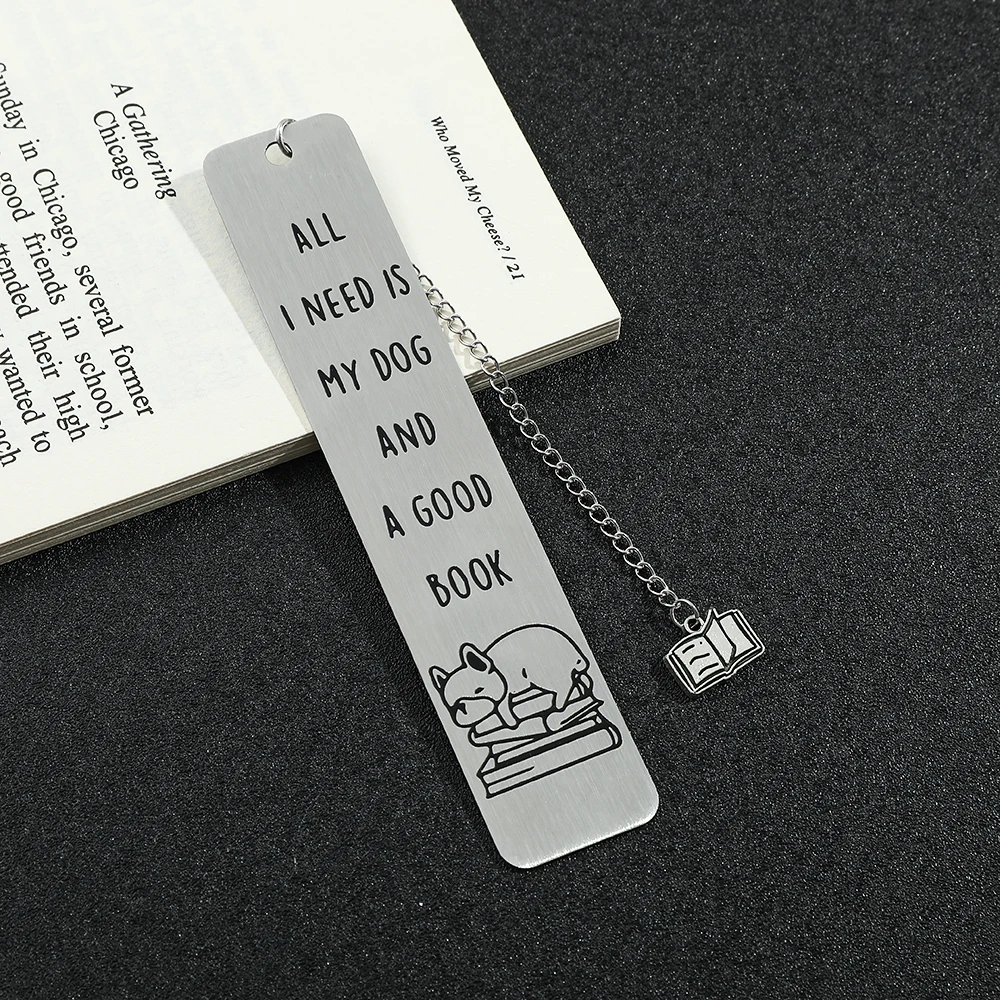 ALL
I NEED IS
MY DOG
AND
A GOOD
BOOK
Who Moved My Cheese? / 21
A Gathering
Chicago
Sunday in Chicago, several former
good friends in school,
attended their high
wanted to